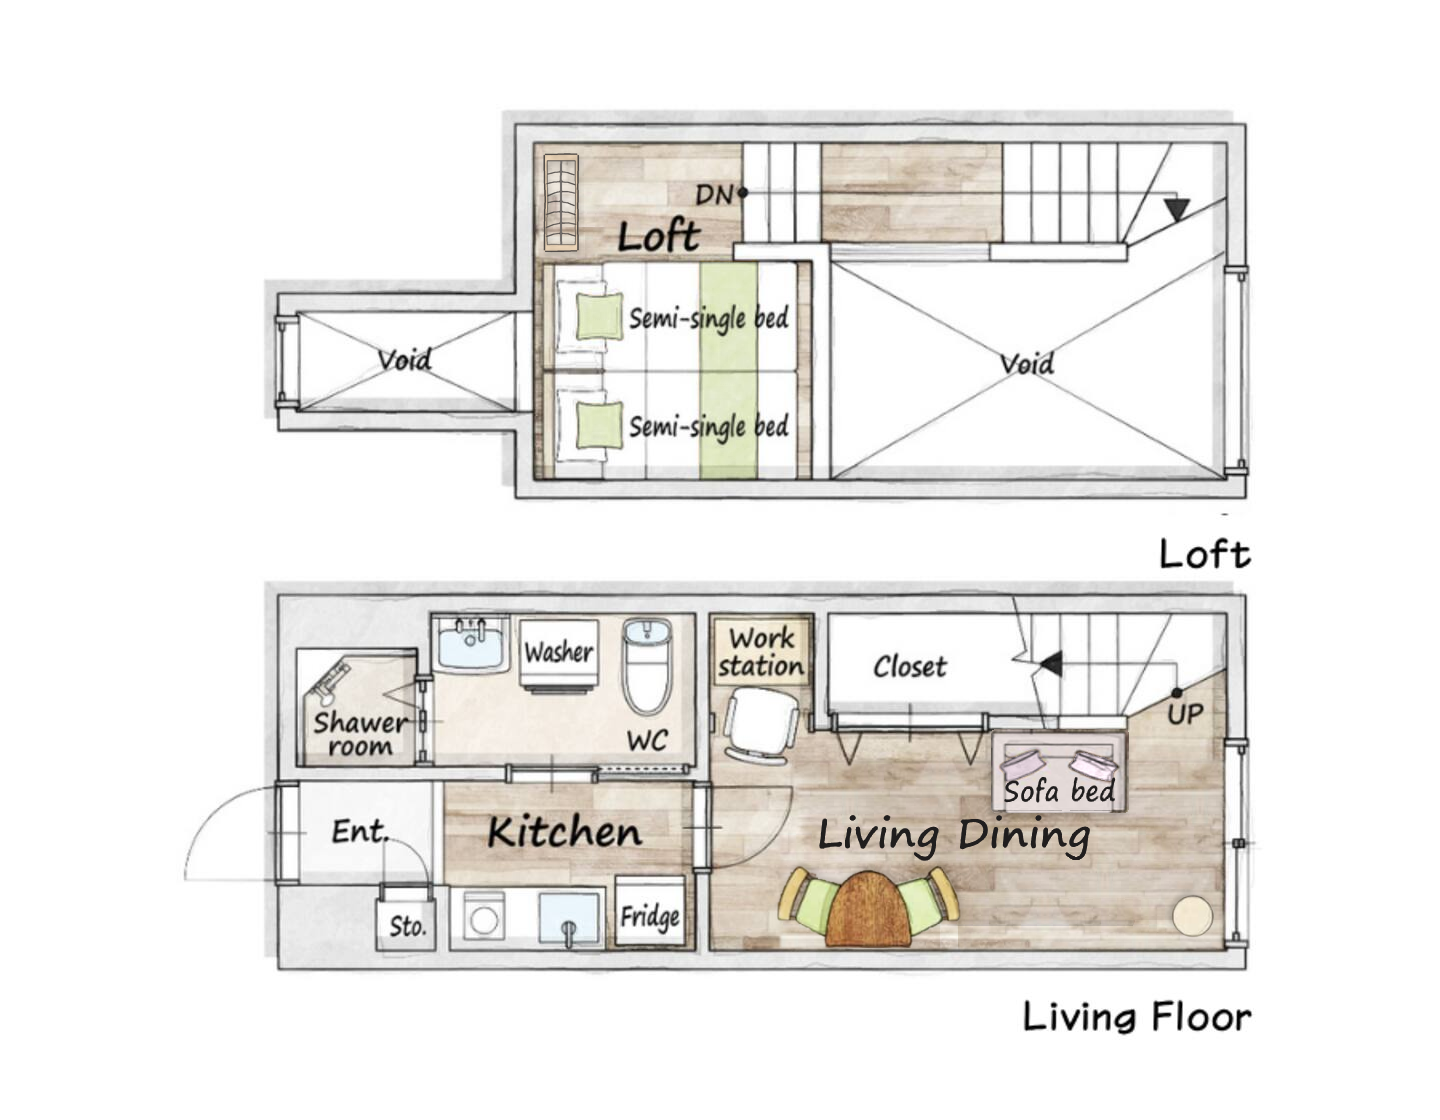 DN
Loft
Semi-single bed
Void
Void
Semi-single bed
Loft
Work
station
Washer
Closet
Shawer
room
WC
UP
Sofa bed
Ent.
Kitchen
Living Dining
Sto.
Fridge
Living Floor